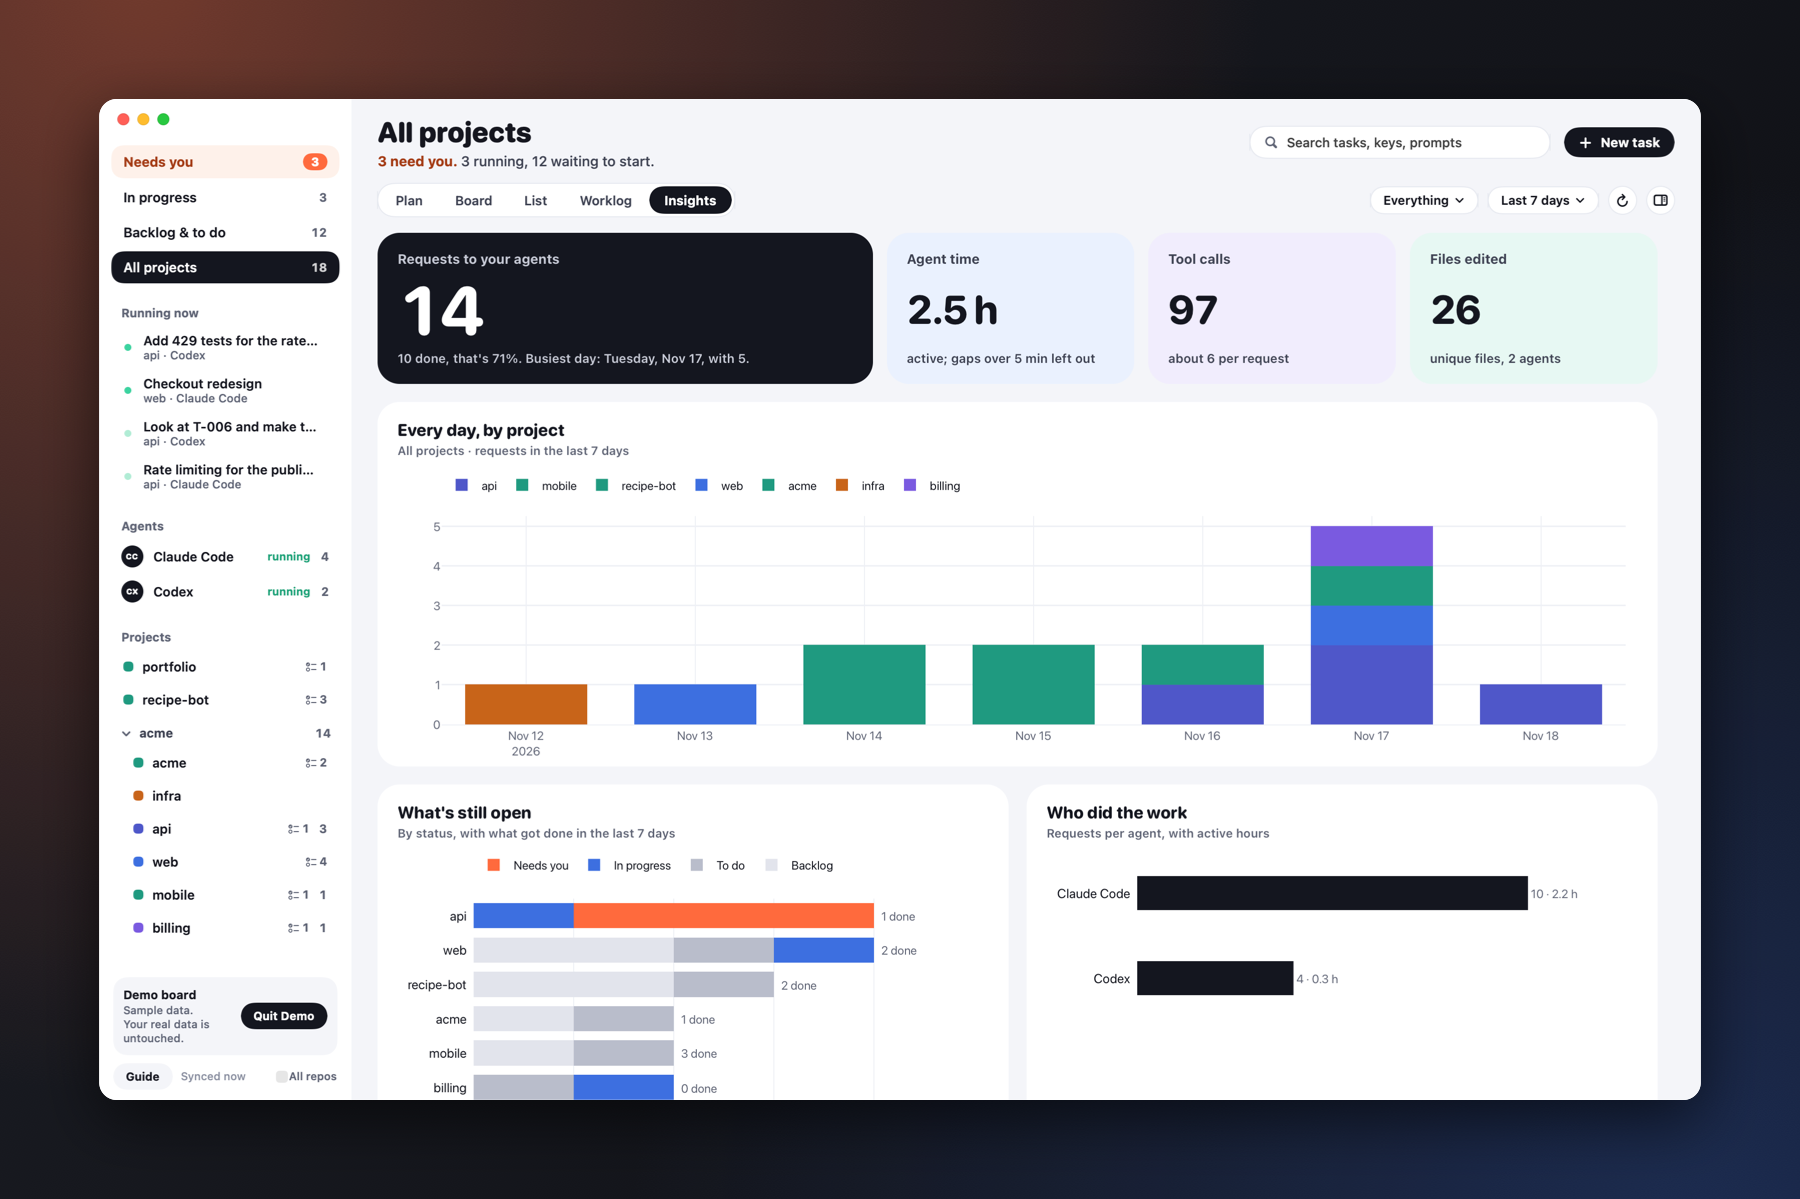 Needs you 3
In progress 3
Backlog & to do 12
All projects 18
Running now
Add 429 tests for the rate...
api · Codex
Checkout redesign
web · Claude Code
Look at T-006 and make t...
api · Codex
Rate limiting for the publi...
api · Claude Code
Agents
CC Claude Code running 4
CX Codex running 2
Projects
portfolio 1
recipe-bot 3
acme 14
acme 2
infra
api 1 3
web 4
mobile 1 1
billing 1 1
Demo board
Sample data.
Your real data is
untouched.
Quit Demo
Guide Synced now All repos
All projects
3 need you. 3 running, 12 waiting to start.
Search tasks, keys, prompts
+ New task
Plan Board List Worklog Insights
Everything Last 7 days
Requests to your agents
14
10 done, that's 71%. Busiest day: Tuesday, Nov 17, with 5.
Agent time
2.5 h
active; gaps over 5 min left out
Tool calls
97
about 6 per request
Files edited
26
unique files, 2 agents
Every day, by project
All projects · requests in the last 7 days
api mobile recipe-bot web acme infra billing
5
4
3
2
1
0
Nov 12 Nov 13 Nov 14 Nov 15 Nov 16 Nov 17 Nov 18
2026
What's still open
By status, with what got done in the last 7 days
Needs you In progress To do Backlog
api 1 done
web 2 done
recipe-bot 2 done
acme 1 done
mobile 3 done
billing 0 done
Who did the work
Requests per agent, with active hours
Claude Code 10 · 2.2 h
Codex 4 · 0.3 h